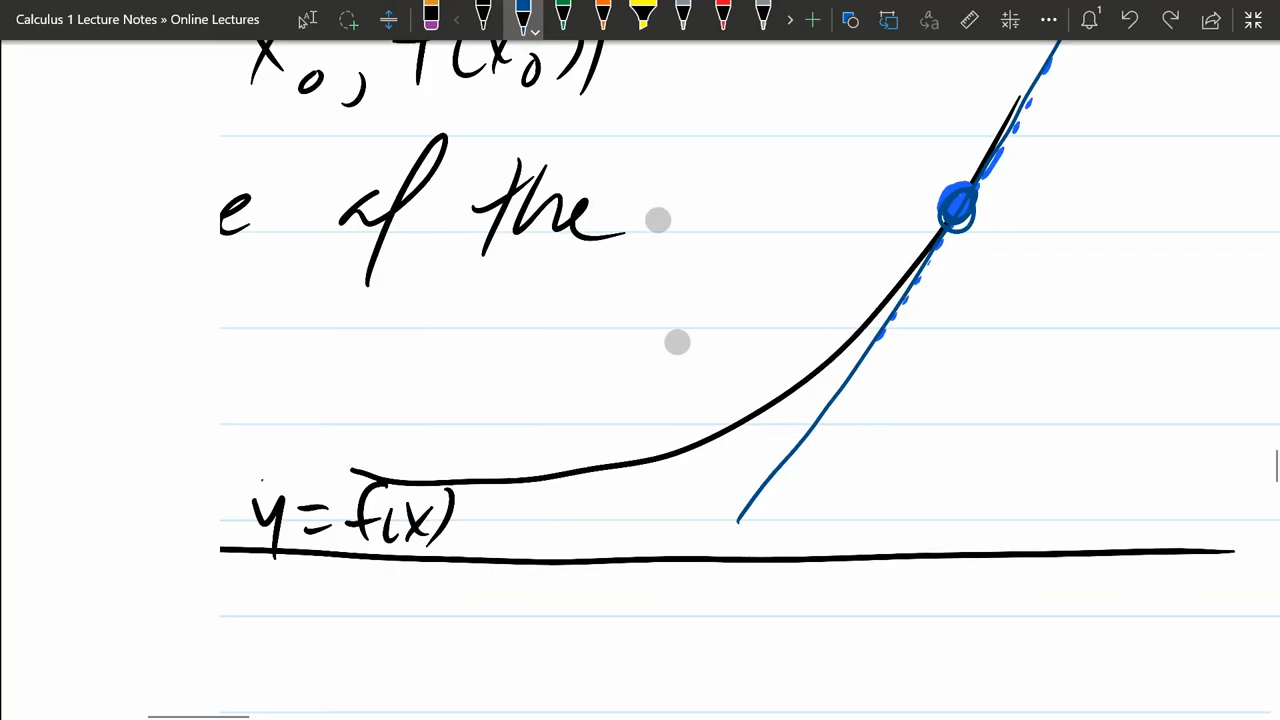 Calculus 1 Lecture Notes » Online Lectures
x₀, f(x₀))
of the
y = f(x)